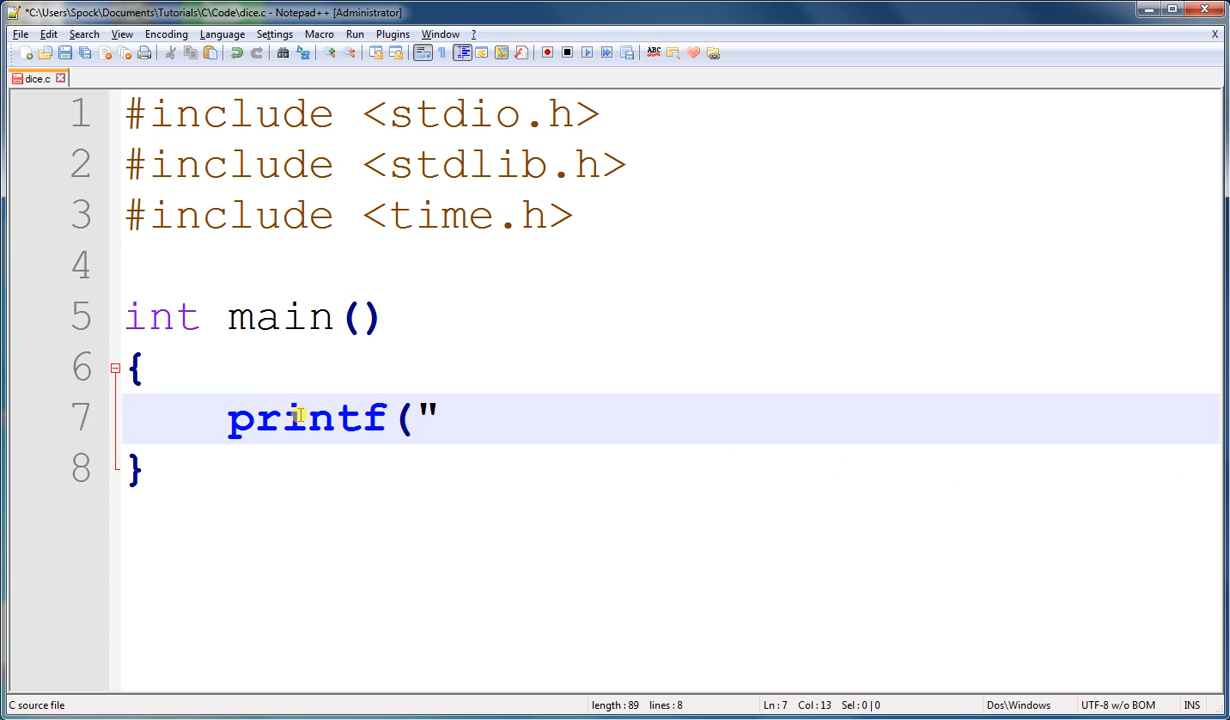 *C:\Users\Spock\Documents\Tutorials\C\Code\dice.c - Notepad++ [Administrator]
File Edit Search View Encoding Language Settings Macro Run Plugins Window ? X
ABC
dice.c
1 #include <stdio.h>
2 #include <stdlib.h>
3 #include <time.h>
4
5 int main()
6 {
7 printf("
8 }
C source file length : 89 lines : 8 Ln : 7 Col : 13 Sel : 0 | 0 Dos\Windows UTF-8 w/o BOM INS